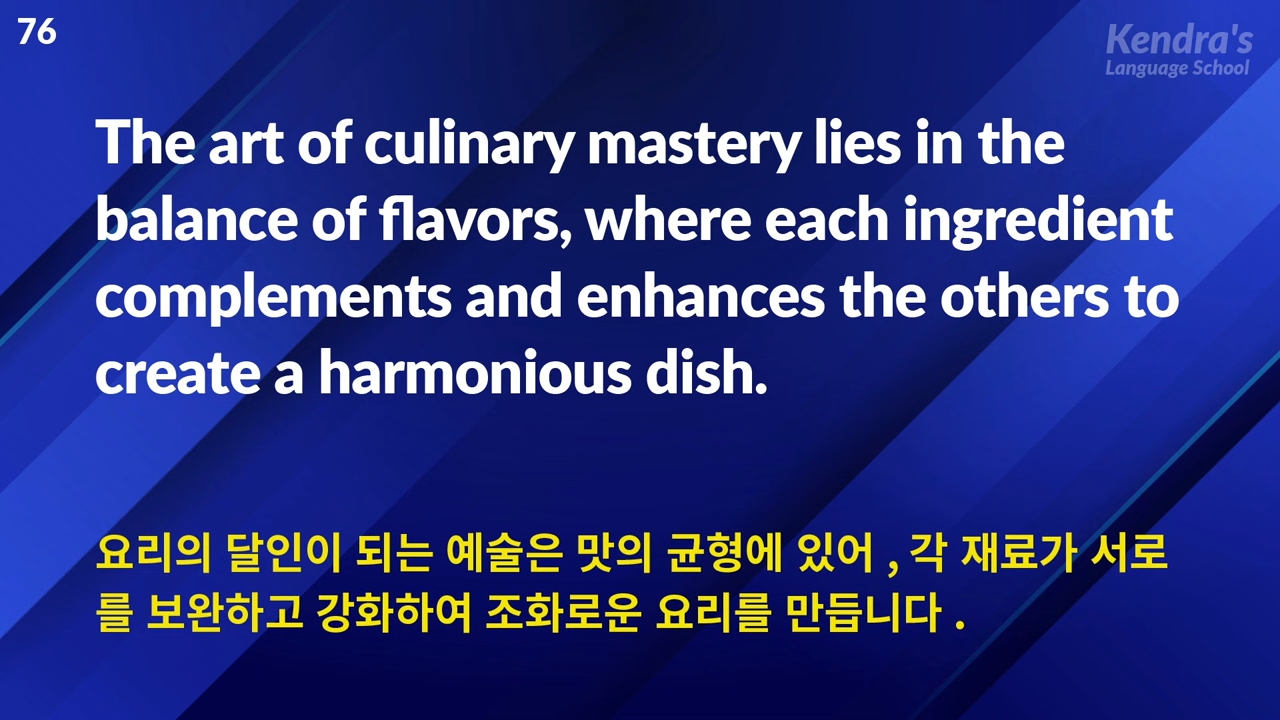 76
Kendra's
Language School
The art of culinary mastery lies in the
balance of flavors, where each ingredient
complements and enhances the others to
create a harmonious dish.
요리의 달인이 되는 예술은 맛의 균형에 있어 , 각 재료가 서로
를 보완하고 강화하여 조화로운 요리를 만듭니다 .